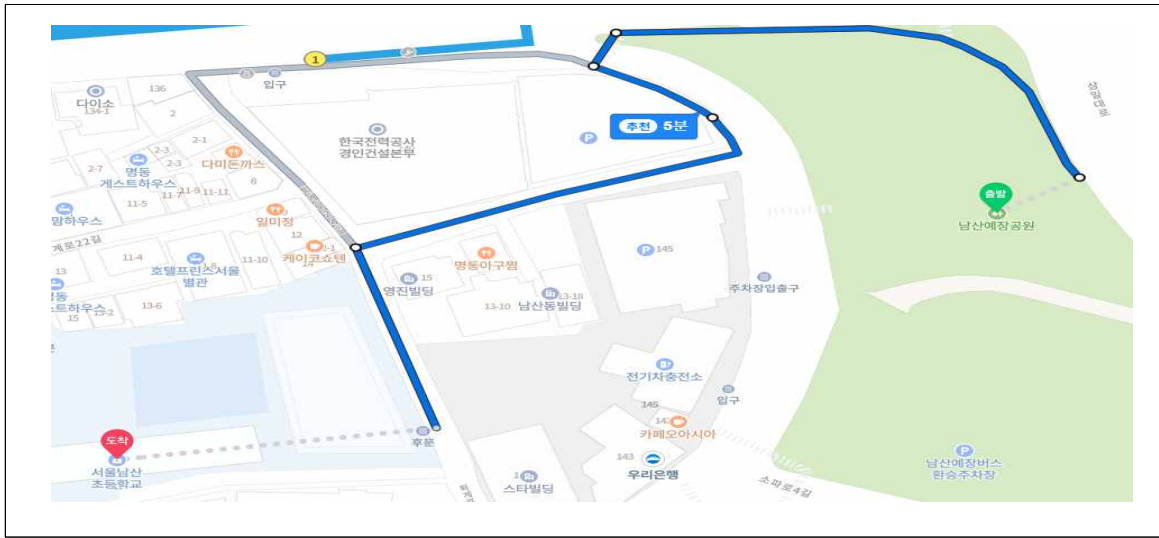 1
입구
다이소
134-1
136
2
2-1
2-3
2-3
2-7
명동
게스트하우스
11-7
11-9
11-11
11-5
다미돈까스
8
한국전력공사
경인건설본부
P
추천 5분
삼일대로
출발
남산예장공원
일미정
12
케이코쇼텐
14
11-4
호텔프린스서울
별관
11-10
13
13-6
15
영진빌딩
15
명동아구찜
13-10
남산동빌딩
13-18
P
145
주차장입출구
전기차충전소
145
입구
카페오아시아
143
우리은행
스타빌딩
소파로4길
P
남산예장버스
환승주차장
후문
도착
서울남산
초등학교